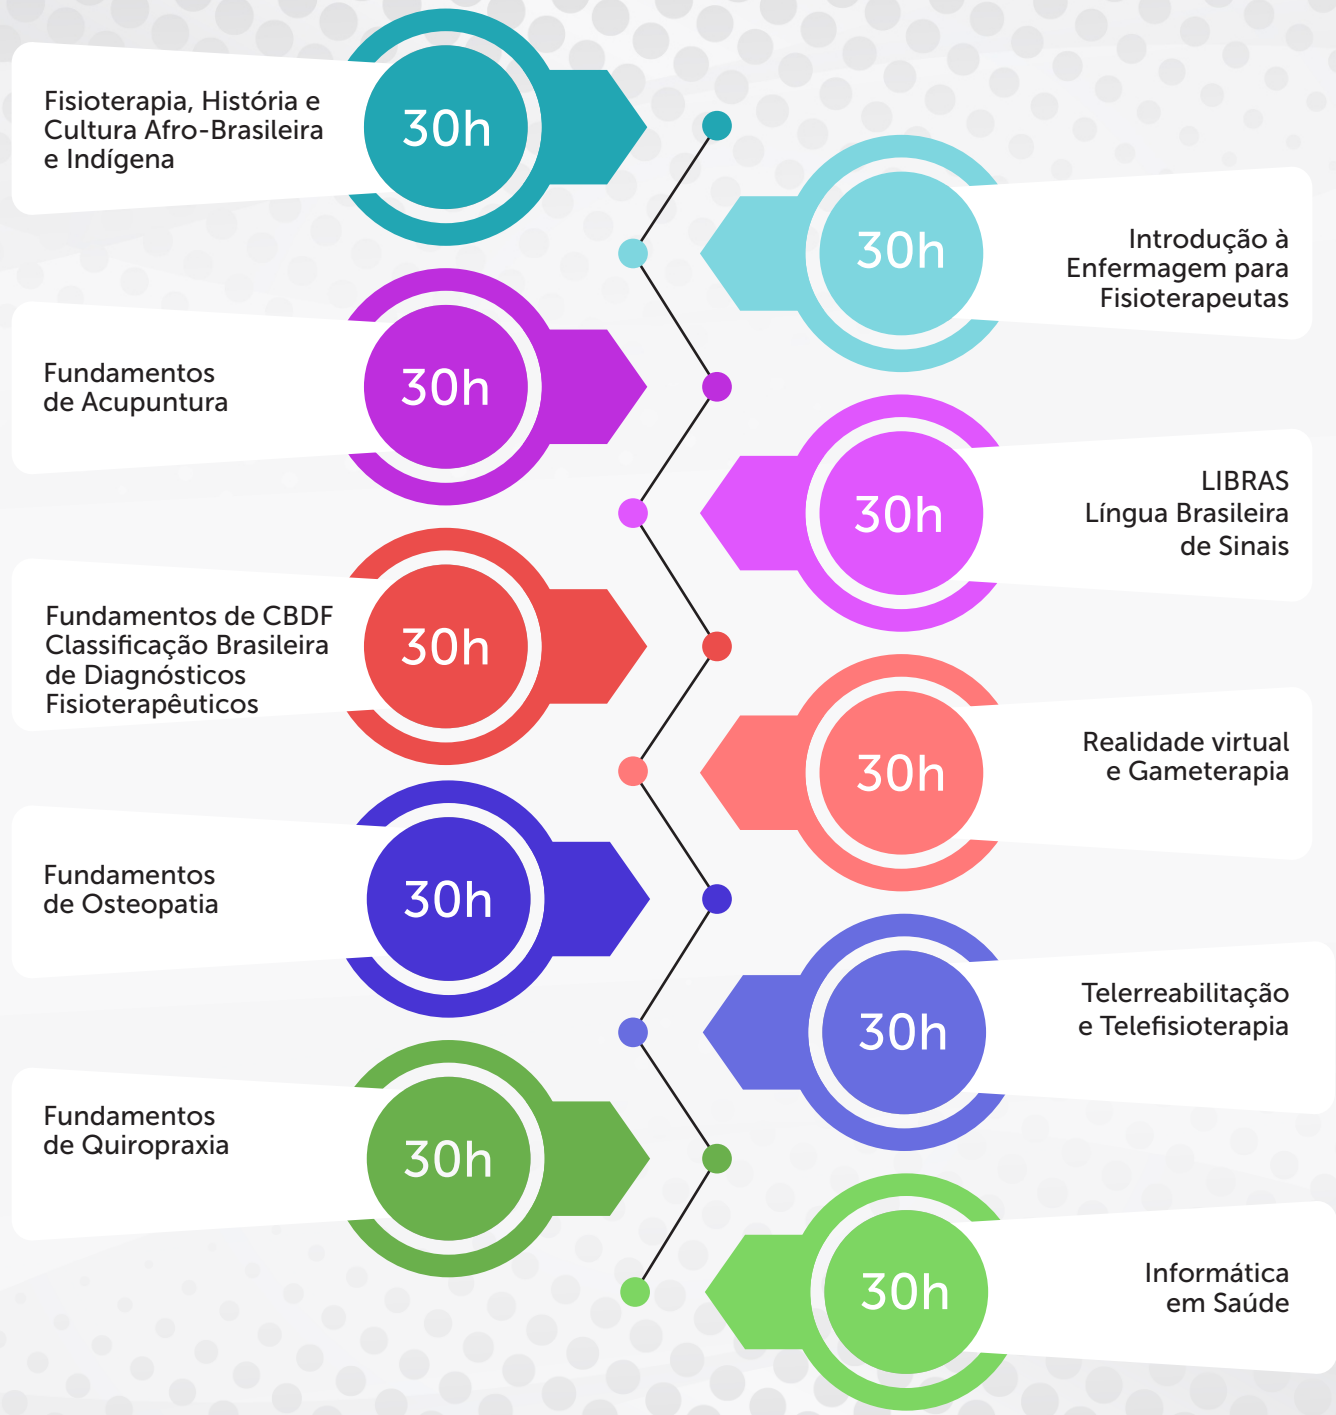 Fisioterapia, História e
Cultura Afro-Brasileira
e Indígena
30h
30h
Introdução à
Enfermagem para
Fisioterapeutas
Fundamentos
de Acupuntura
30h
30h
LIBRAS
Língua Brasileira
de Sinais
Fundamentos de CBDF
Classificação Brasileira
de Diagnósticos
Fisioterapêuticos
30h
30h
Realidade virtual
e Gameterapia
Fundamentos
de Osteopatia
30h
30h
Telerreabilitação
e Telefisioterapia
Fundamentos
de Quiropraxia
30h
30h
Informática
em Saúde